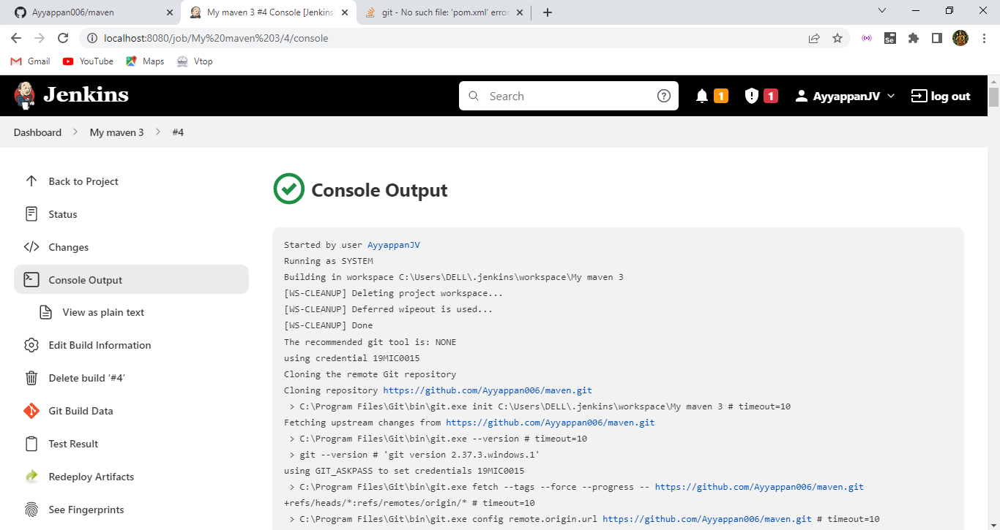 Ayyappan006/maven
My maven 3 #4 Console [Jenkins]
git - No such file: 'pom.xml' error
localhost:8080/job/My%20maven%203/4/console
Se
Gmail
YouTube
Maps
Vtop
Jenkins
Search
1
1
AyyappanJV
log out
Dashboard
My maven 3
#4
Back to Project
Status
Changes
Console Output
View as plain text
Edit Build Information
Delete build ‘#4’
Git Build Data
Test Result
Redeploy Artifacts
See Fingerprints
Console Output
Started by user AyyappanJV
Running as SYSTEM
Building in workspace C:\Users\DELL\.jenkins\workspace\My maven 3
[WS-CLEANUP] Deleting project workspace...
[WS-CLEANUP] Deferred wipeout is used...
[WS-CLEANUP] Done
The recommended git tool is: NONE
using credential 19MIC0015
Cloning the remote Git repository
Cloning repository https://github.com/Ayyappan006/maven.git
> C:\Program Files\Git\bin\git.exe init C:\Users\DELL\.jenkins\workspace\My maven 3 # timeout=10
Fetching upstream changes from https://github.com/Ayyappan006/maven.git
> C:\Program Files\Git\bin\git.exe --version # timeout=10
> git --version # 'git version 2.37.3.windows.1'
using GIT_ASKPASS to set credentials 19MIC0015
> C:\Program Files\Git\bin\git.exe fetch --tags --force --progress -- https://github.com/Ayyappan006/maven.git
+refs/heads/*:refs/remotes/origin/* # timeout=10
> C:\Program Files\Git\bin\git.exe config remote.origin.url https://github.com/Ayyappan006/maven.git # timeout=10